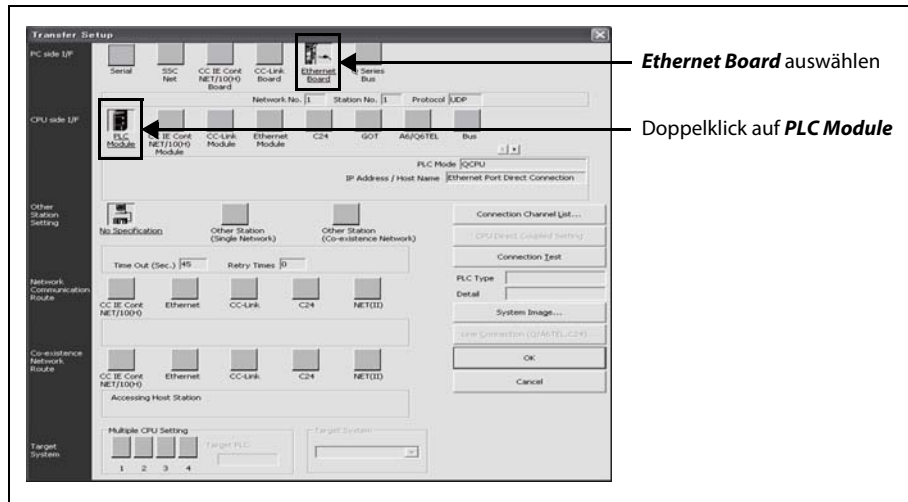 Transfer Setup
PC side I/F
Serial
SSC Net
CC IE Cont NET/10(H) Board
CC-Link Board
Ethernet Board
Q Series Bus
Network No. 1 Station No. 1 Protocol UDP
Ethernet Board auswählen
CPU side I/F
PLC Module
CC IE Cont NET/10(H) Module
CC-Link Module
Ethernet Module
C24
GOT
A6/Q6TEL
Bus
Doppelklick auf PLC Module
PLC Mode QCPU
IP Address / Host Name Ethernet Port Direct Connection
Other Station Setting
No Specification
Other Station (Single Network)
Other Station (Co-existence Network)
Time Out (Sec.) 45 Retry Times 0
Connection Channel List...
CPU Direct Coupled Setting
Connection Test
PLC Type
Detail
System Image...
Line Connection (Q/A6TEL,C24)
OK
Cancel
Network Communication Route
CC IE Cont NET/10(H)
Ethernet
CC-Link
C24
NET(II)
Co-existence Network Route
CC IE Cont NET/10(H)
Ethernet
CC-Link
C24
NET(II)
Accessing Host Station
Target System
Multiple CPU Setting
1 2 3 4
Target PLC
Target System